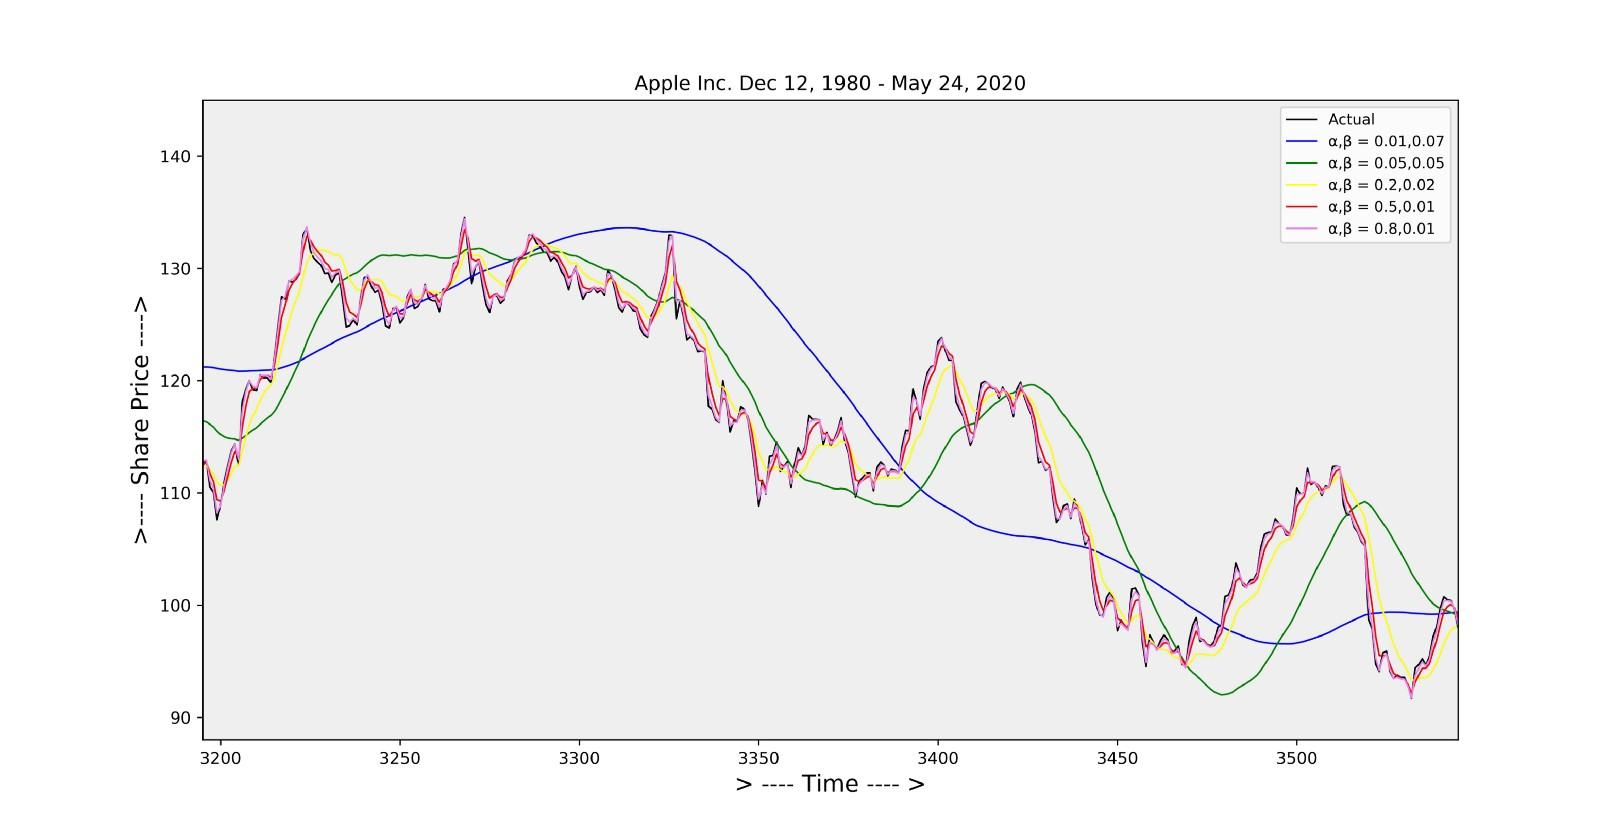 Apple Inc. Dec 12, 1980 - May 24, 2020
Actual
α,β = 0.01,0.07
α,β = 0.05,0.05
α,β = 0.2,0.02
α,β = 0.5,0.01
α,β = 0.8,0.01
>---- Share Price ---->
140
130
120
110
100
90
3200 3250 3300 3350 3400 3450 3500
> ---- Time ---- >